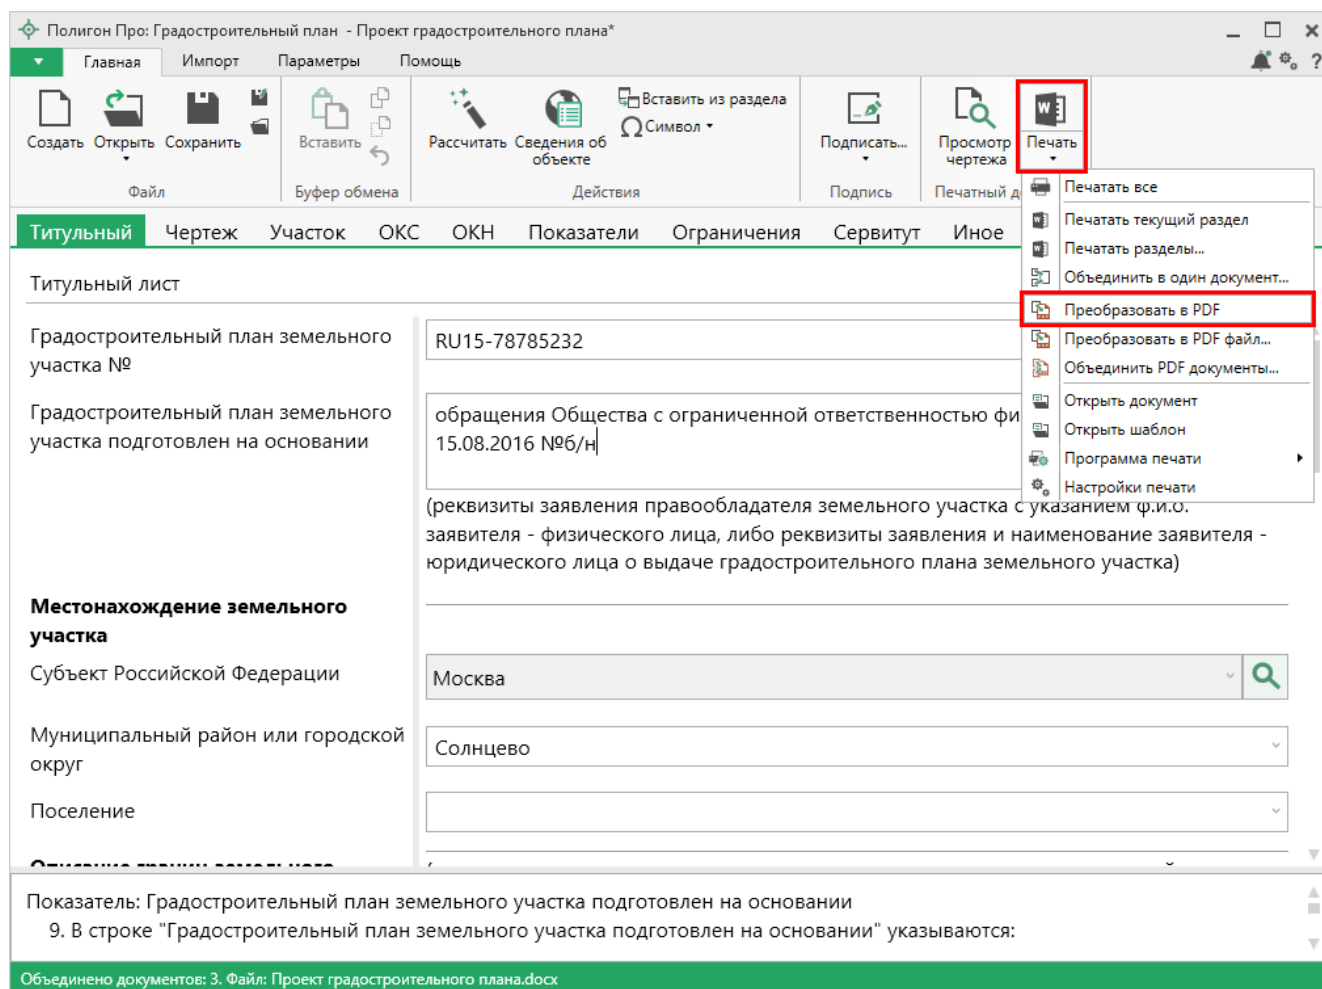 Полигон Про: Градостроительный план - Проект градостроительного плана*
Главная Импорт Параметры Помощь
?
Создать Открыть Сохранить
Файл
Вставить
Буфер обмена
Рассчитать Сведения об объекте
Вставить из раздела
Символ
Действия
Подписать...
Подпись
Просмотр чертежа
Печать
Печатный д
Печатать все
Печатать текущий раздел
Печатать разделы...
Объединить в один документ...
Преобразовать в PDF
Преобразовать в PDF файл...
Объединить PDF документы...
Открыть документ
Открыть шаблон
Программа печати
Настройки печати
Титульный Чертеж Участок ОКС ОКН Показатели Ограничения Сервитут Иное
Титульный лист
Градостроительный план земельного
участка №
RU15-78785232
Градостроительный план земельного
участка подготовлен на основании
обращения Общества с ограниченной ответственностью фи
15.08.2016 №б/н
(реквизиты заявления правообладателя земельного участка с указанием ф.и.о.
заявителя - физического лица, либо реквизиты заявления и наименование заявителя -
юридического лица о выдаче градостроительного плана земельного участка)
Местонахождение земельного
участка
Субъект Российской Федерации
Москва
Муниципальный район или городской
округ
Солнцево
Поселение
Показатель: Градостроительный план земельного участка подготовлен на основании
9. В строке "Градостроительный план земельного участка подготовлен на основании" указываются:
Объединено документов: 3. Файл: Проект градостроительного плана.docx